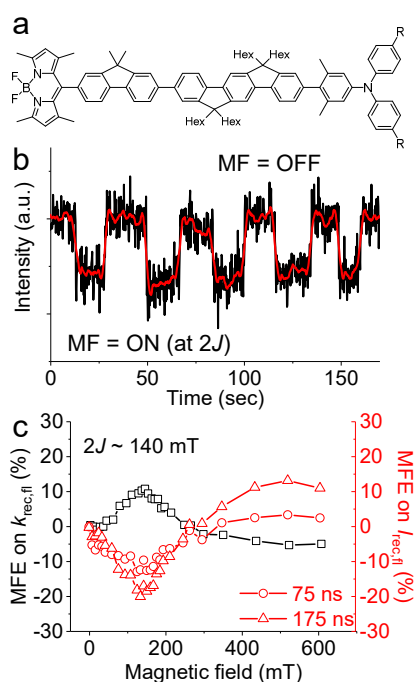 a
R
F
F
B
N
N
Hex
Hex
Hex
Hex
N
R
b
MF = OFF
MF = ON (at 2J)
Intensity (a.u.)
0
50
100
150
Time (sec)
c
2J ~ 140 mT
MFE on k_rec,fl (%)
30
20
10
0
-10
-20
-30
30
20
10
0
-10
-20
-30
MFE on I_rec,fl (%)
75 ns
175 ns
0
200
400
600
Magnetic field (mT)